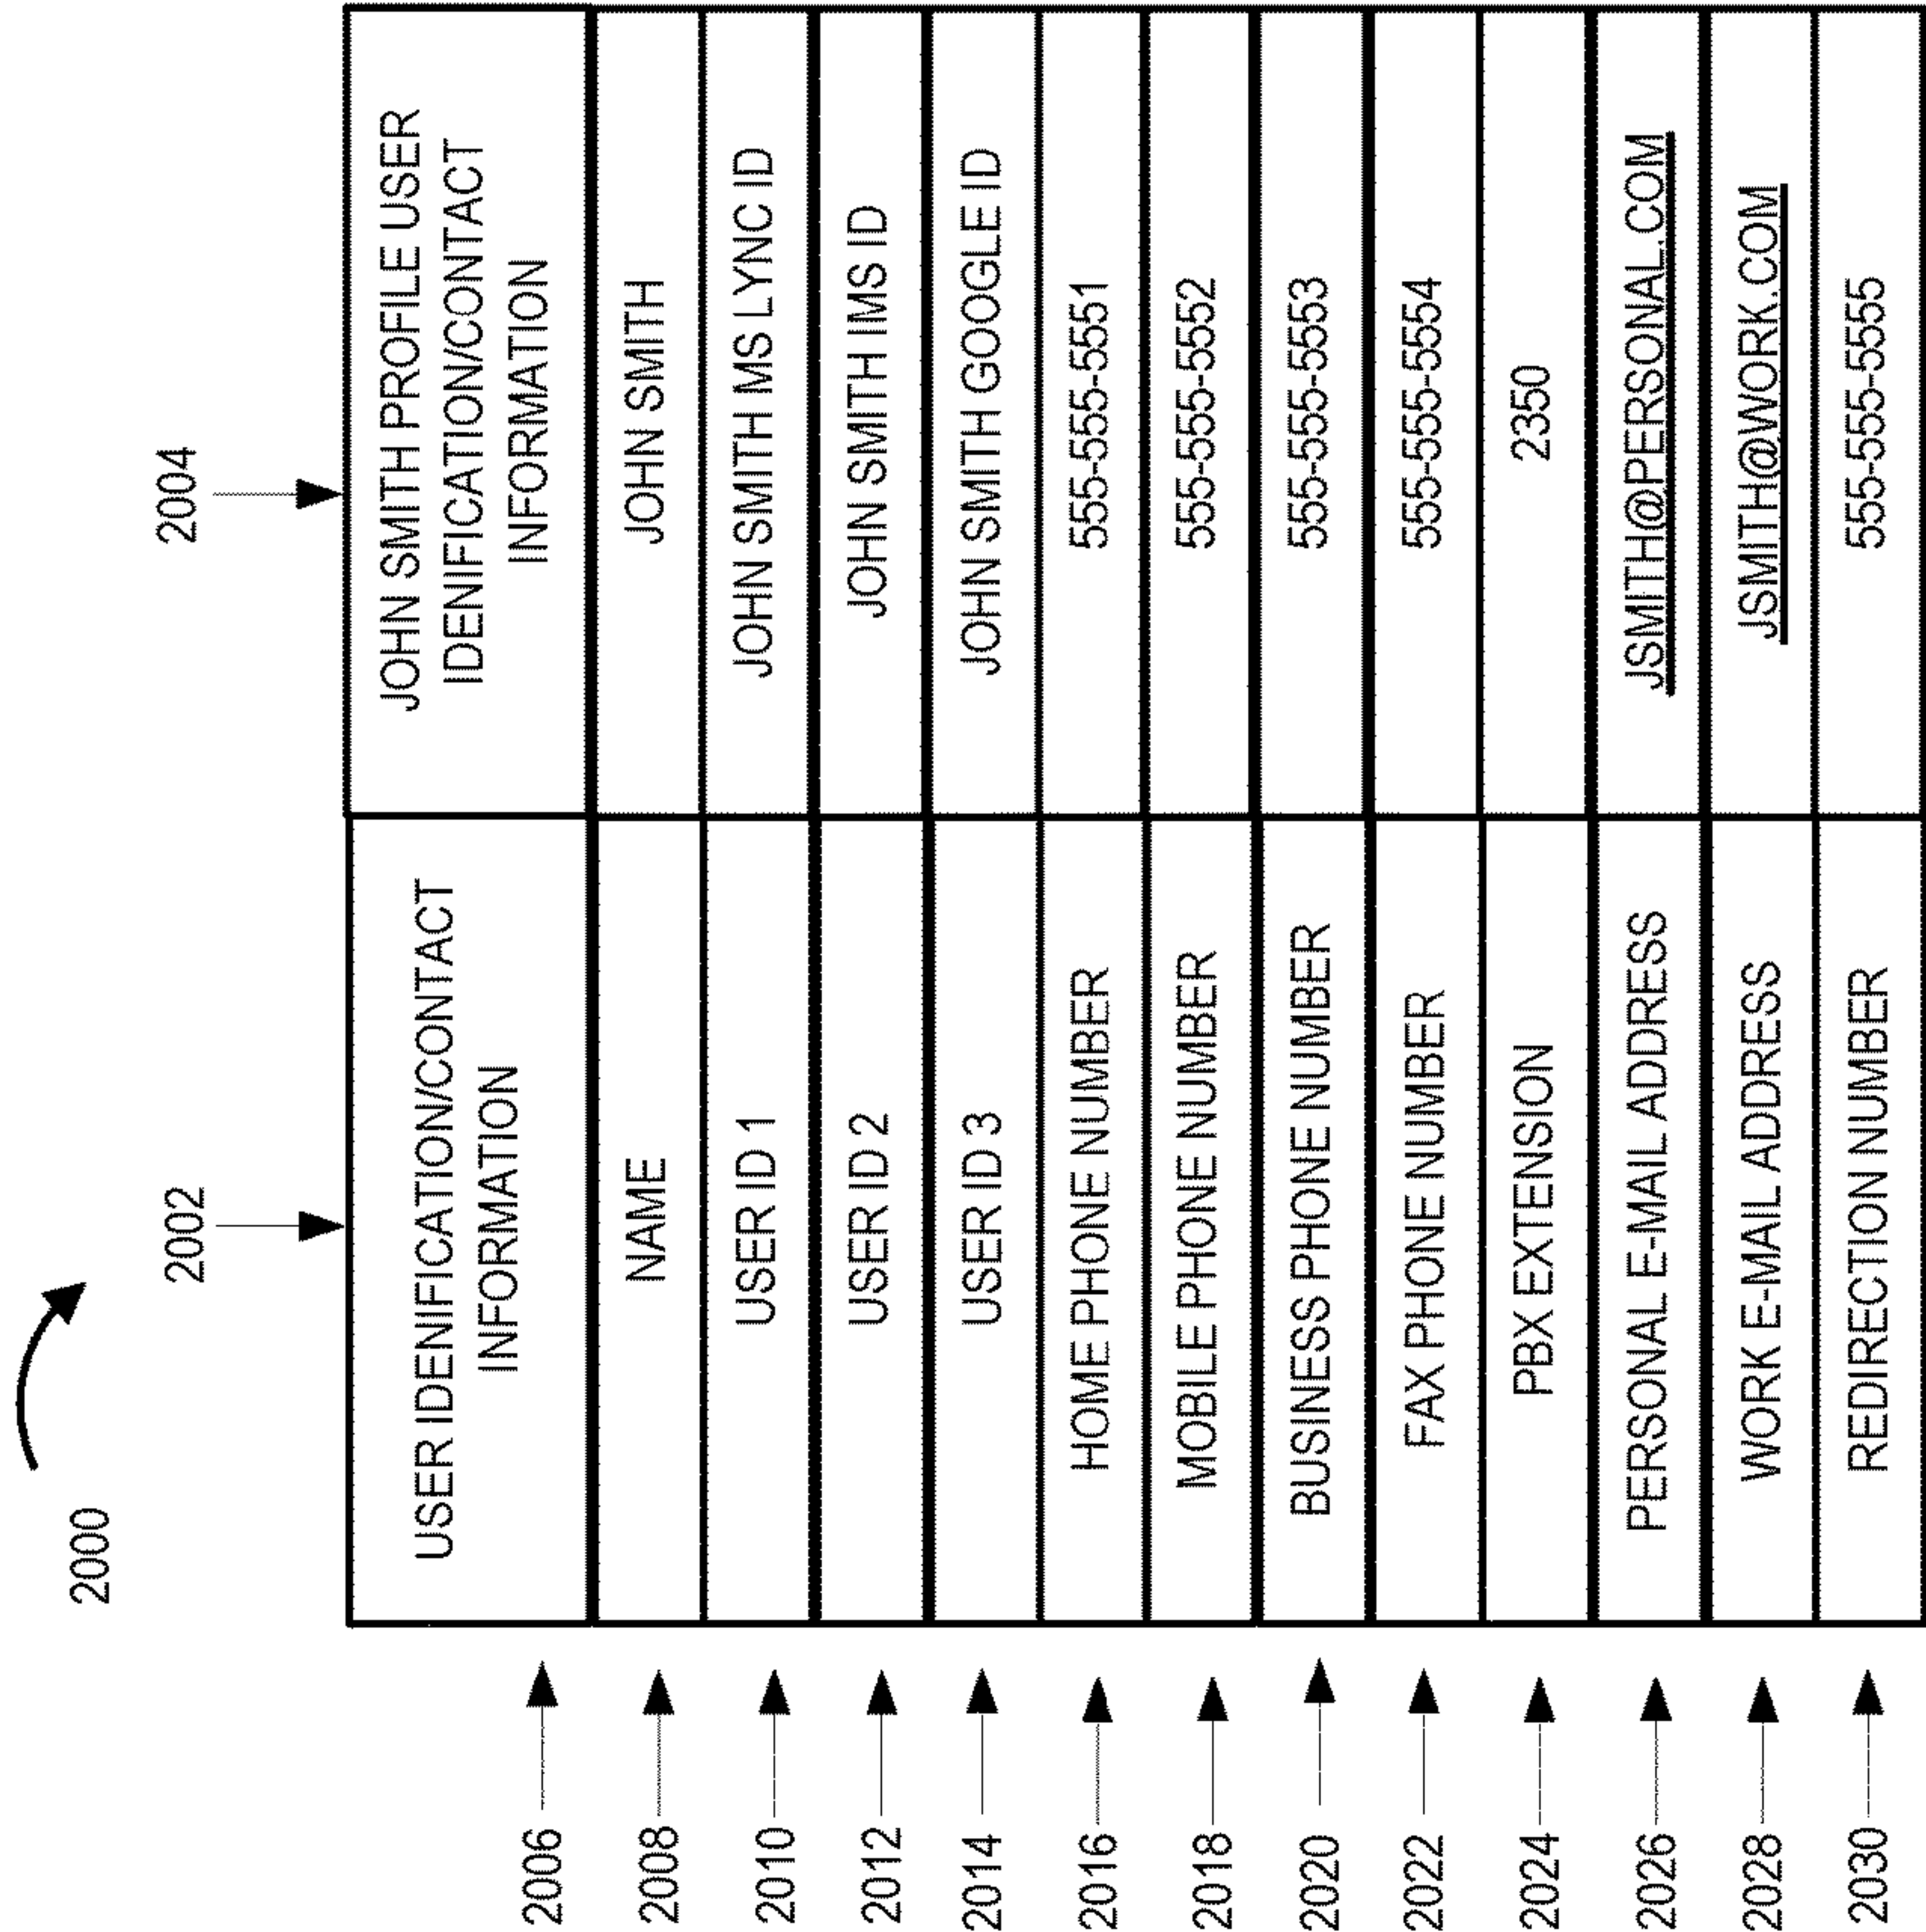 2000
2002
2004
2006
USER IDENIFICATION/CONTACT
INFORMATION
JOHN SMITH PROFILE USER
IDENIFICATION/CONTACT
INFORMATION
2008
NAME
JOHN SMITH
2010
USER ID 1
JOHN SMITH MS LYNC ID
2012
USER ID 2
JOHN SMITH IMS ID
2014
USER ID 3
JOHN SMITH GOOGLE ID
2016
HOME PHONE NUMBER
555-555-5551
2018
MOBILE PHONE NUMBER
555-555-5552
2020
BUSINESS PHONE NUMBER
555-555-5553
2022
FAX PHONE NUMBER
555-555-5554
2024
PBX EXTENSION
2350
2026
PERSONAL E-MAIL ADDRESS
JSMITH@PERSONAL.COM
2028
WORK E-MAIL ADDRESS
JSMITH@WORK.COM
2030
REDIRECTION NUMBER
555-555-5555